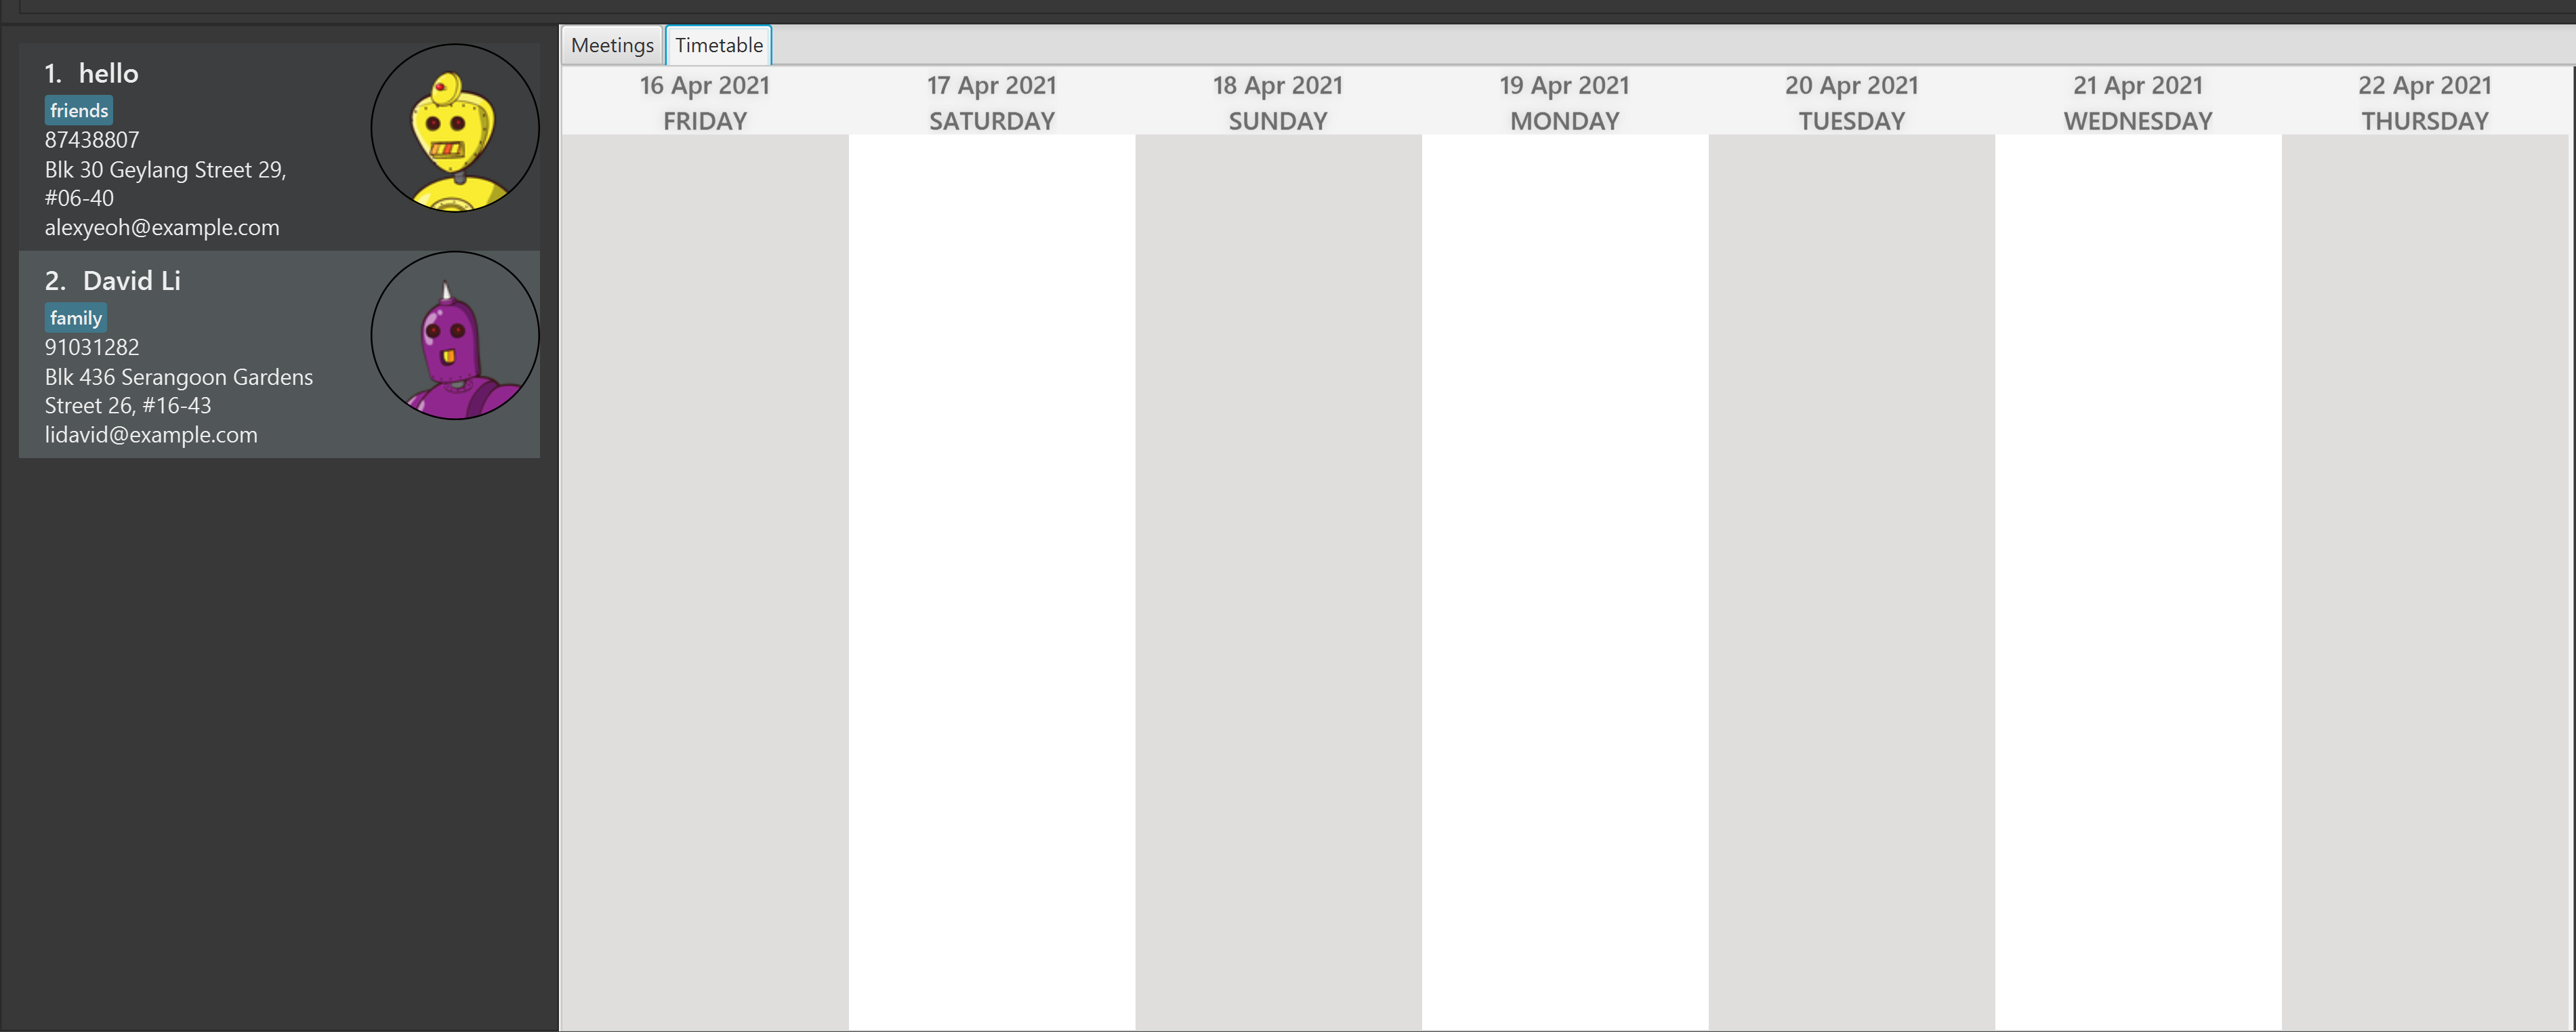 1. hello
friends
87438807
Blk 30 Geylang Street 29,
#06-40
alexyeoh@example.com
2. David Li
family
91031282
Blk 436 Serangoon Gardens
Street 26, #16-43
lidavid@example.com
Meetings Timetable
16 Apr 2021 17 Apr 2021 18 Apr 2021 19 Apr 2021 20 Apr 2021 21 Apr 2021 22 Apr 2021
FRIDAY SATURDAY SUNDAY MONDAY TUESDAY WEDNESDAY THURSDAY